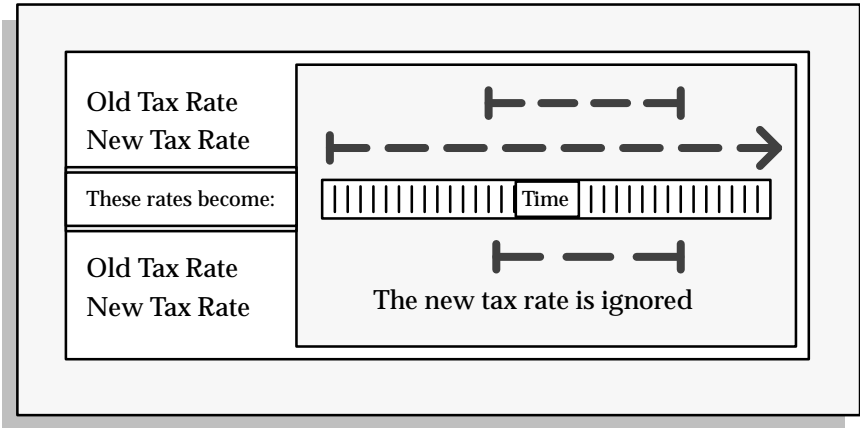 Old Tax Rate
New Tax Rate
These rates become:
Time
Old Tax Rate
New Tax Rate
The new tax rate is ignored